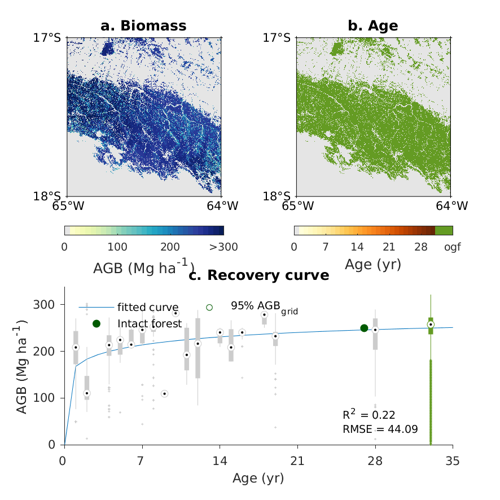 a. Biomass
b. Age
17°S
17°S
18°S
18°S
65°W
64°W
65°W
64°W
0 100 200 >300
0 7 14 21 28 ogf
AGB (Mg ha-1)
Age (yr)
c. Recovery curve
fitted curve
95% AGBgrid
Intact forest
300
200
100
0
AGB (Mg ha-1)
R2 = 0.22
RMSE = 44.09
0 7 14 21 28 35
Age (yr)